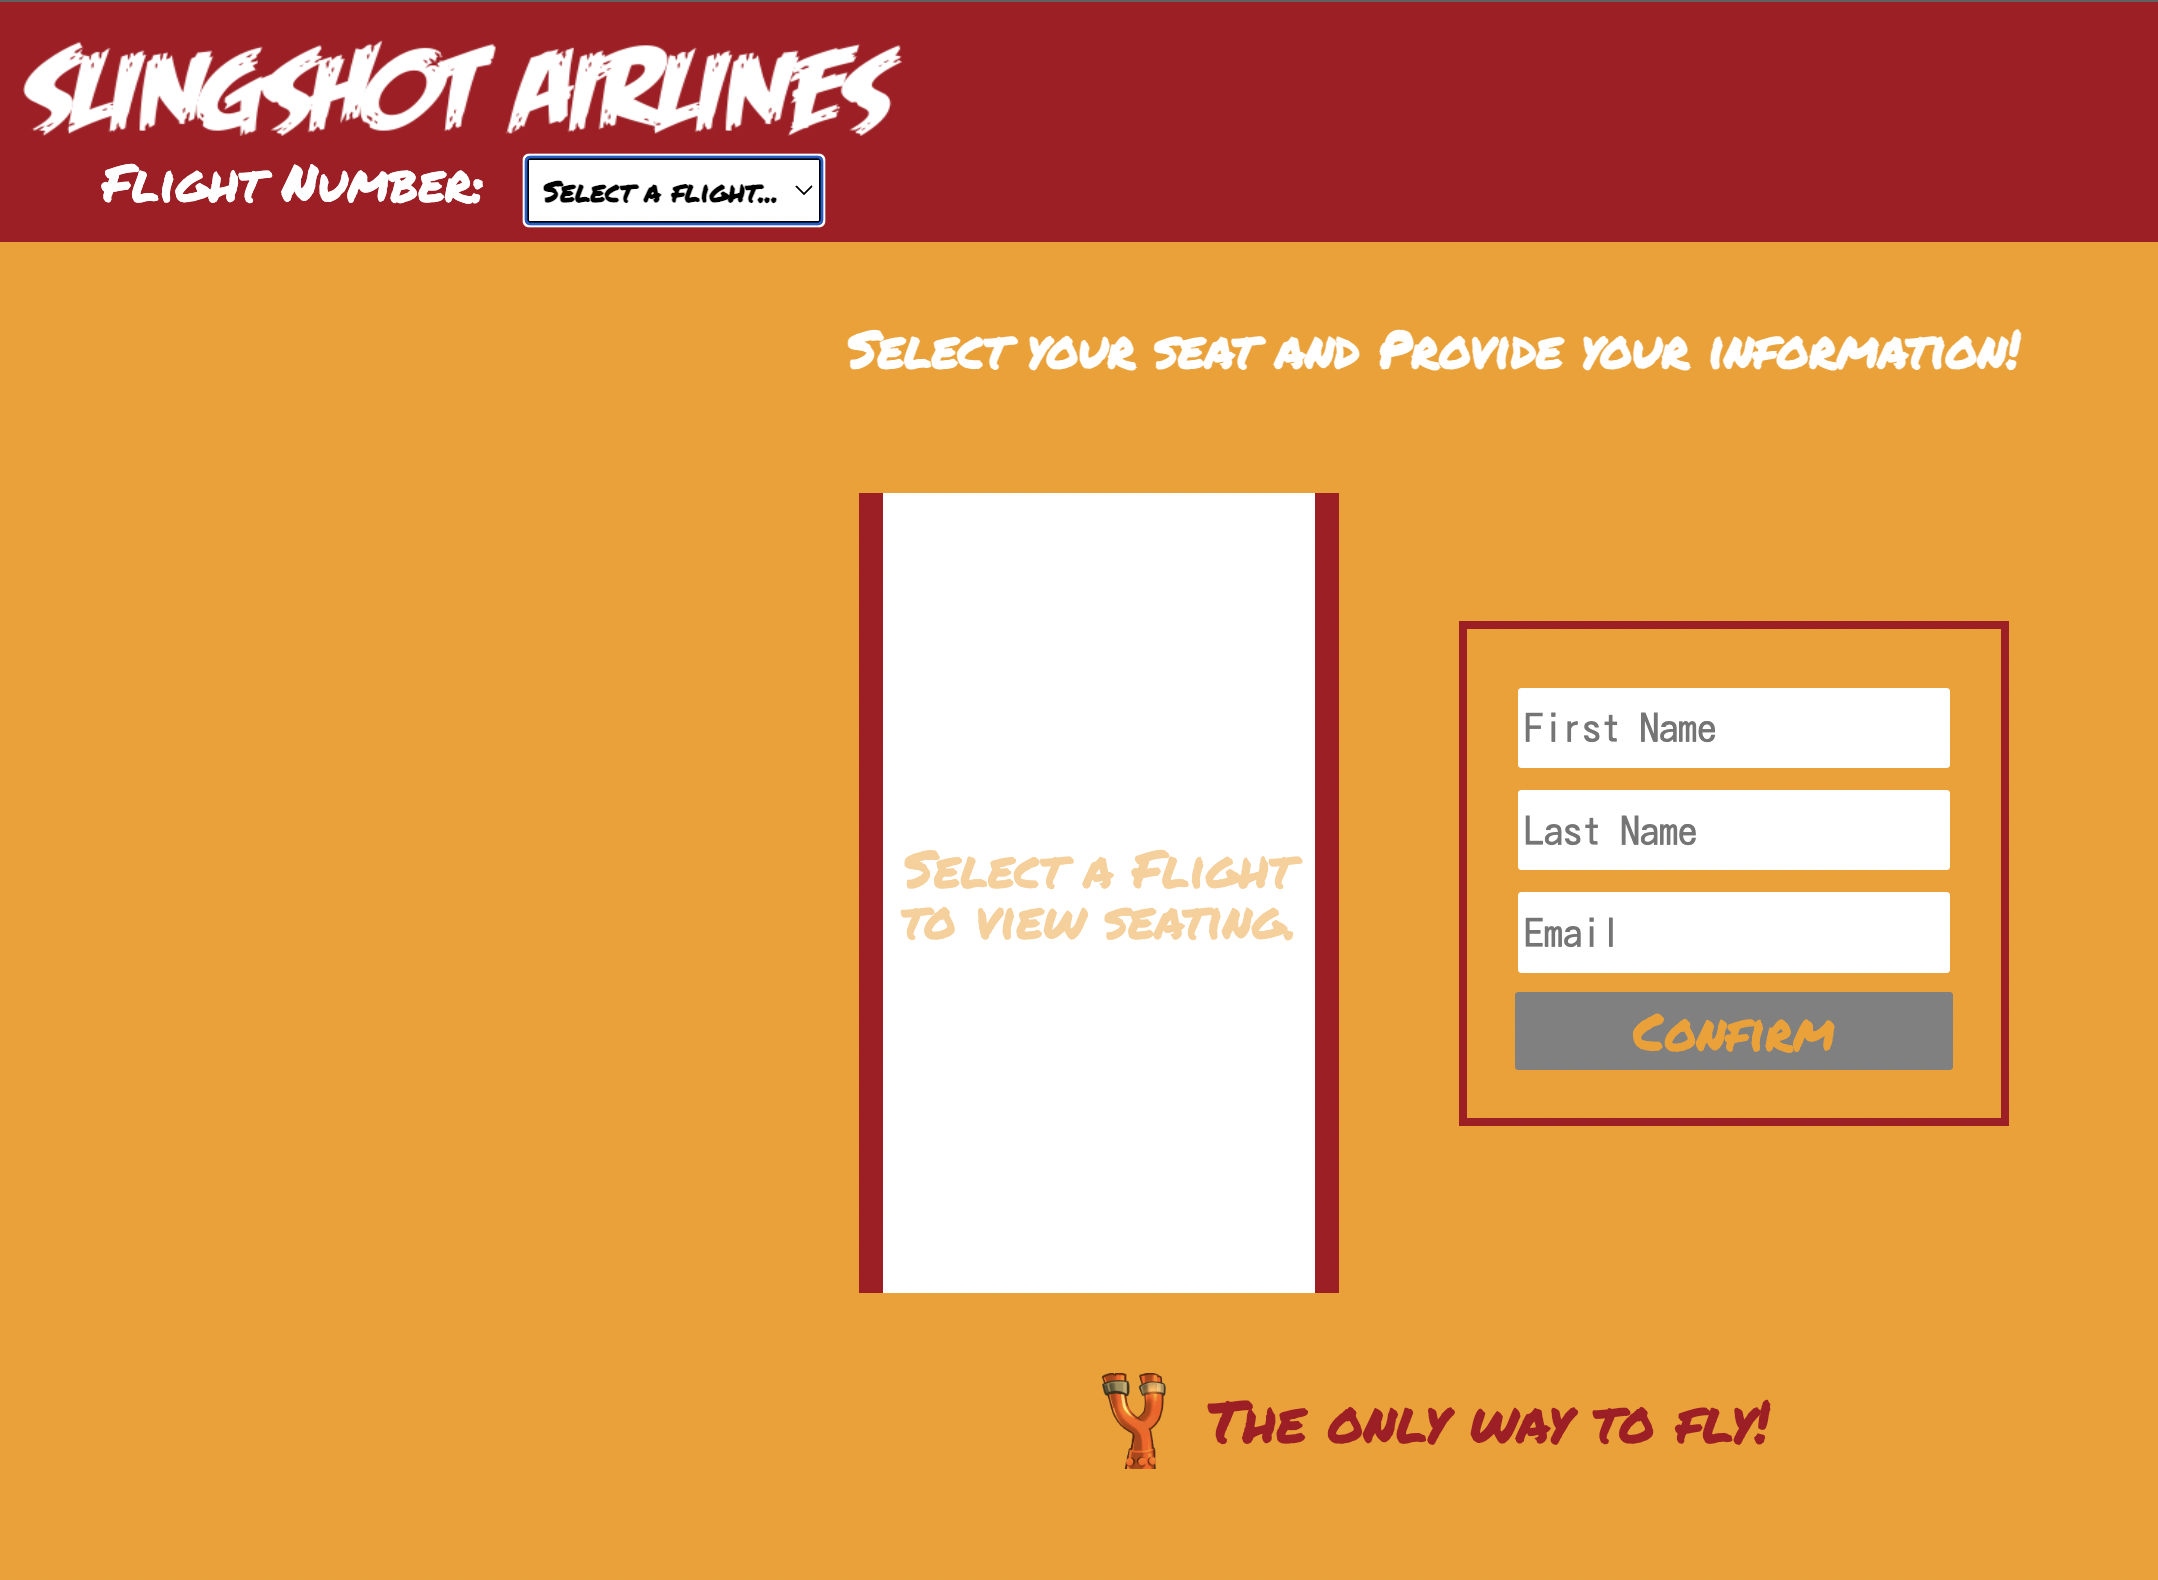 SLINGSHOT AIRLINES
Flight Number: Select a flight...
Select your seat and Provide your information!
Select a Flight
to view seating.
First Name
Last Name
Email
Confirm
The only way to fly!